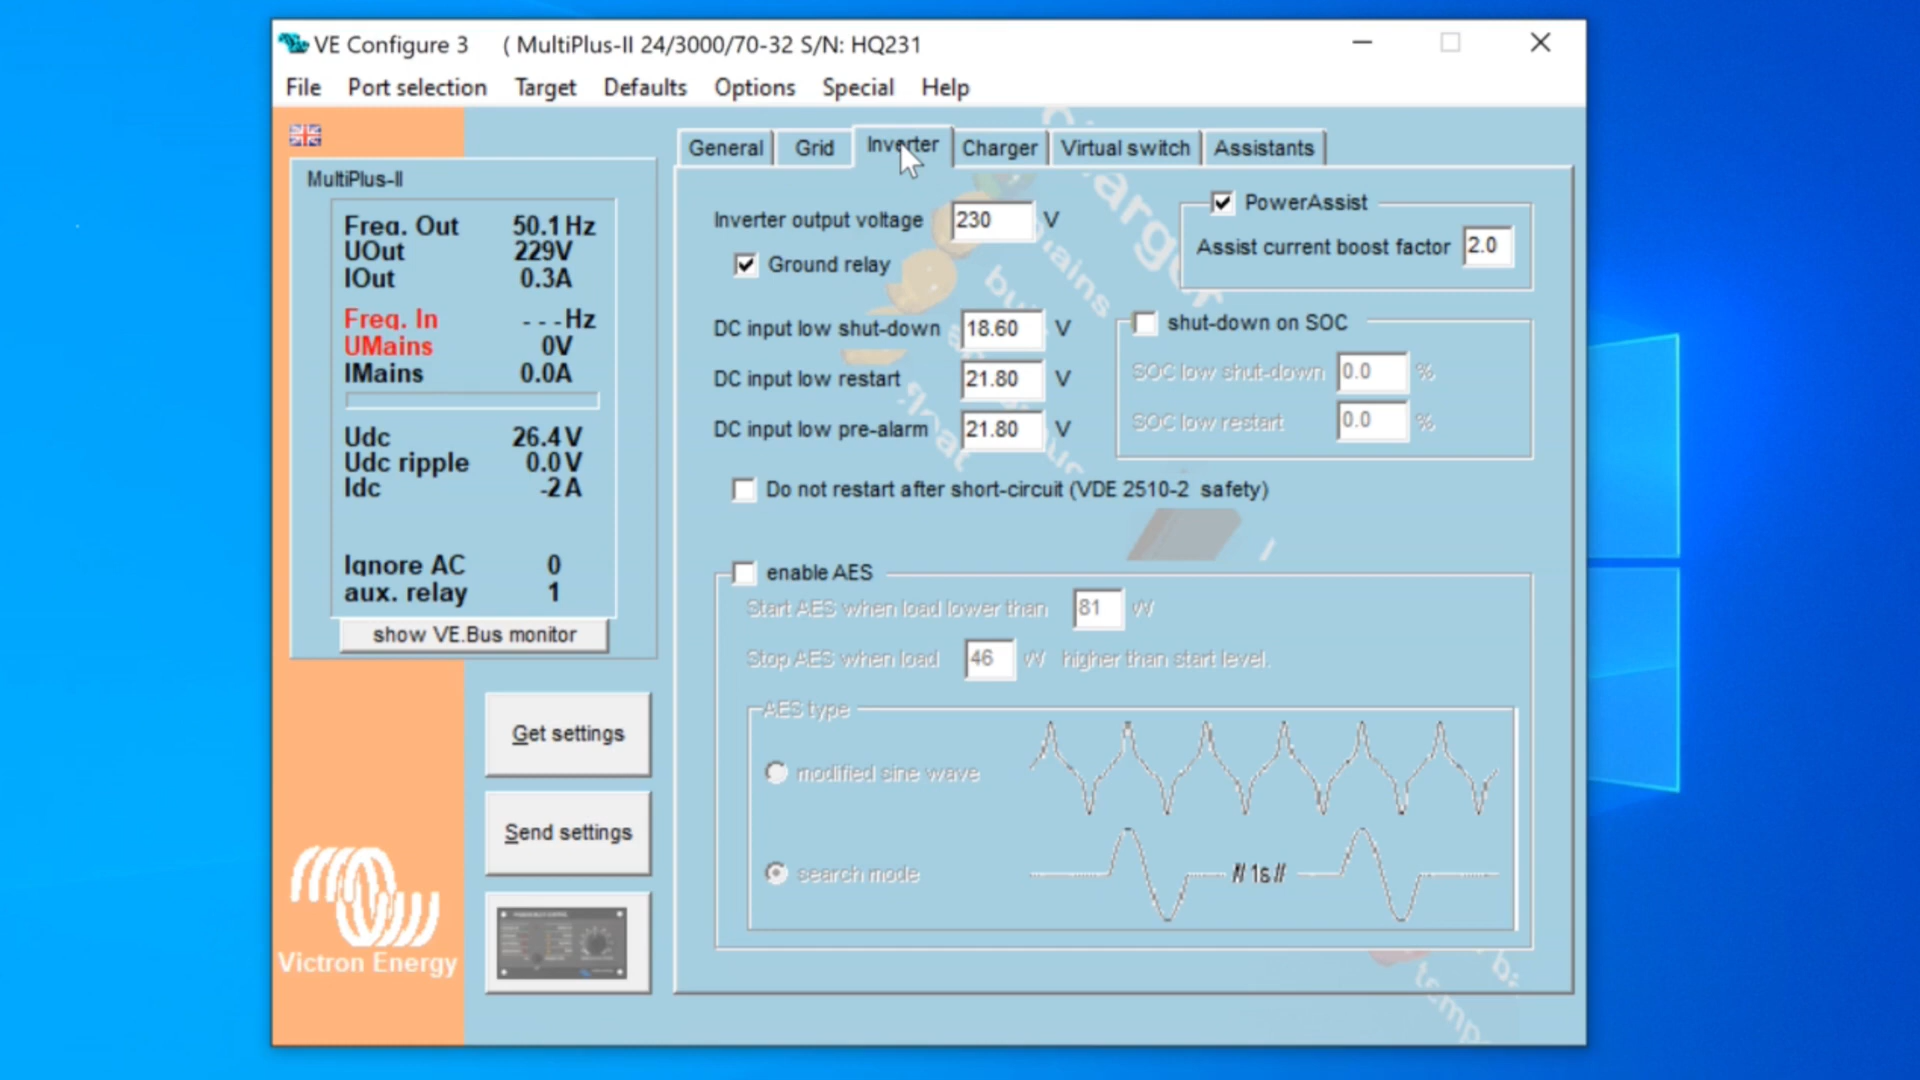 VE Configure 3 ( MultiPlus-II 24/3000/70-32 S/N: HQ231
File Port selection Target Defaults Options Special Help
General Grid Inverter Charger Virtual switch Assistants
MultiPlus-II
Freq. Out 50.1 Hz
UOut 229V
IOut 0.3A
Freq. In - - - Hz
UMains 0V
IMains 0.0A
Udc 26.4 V
Udc ripple 0.0 V
Idc -2 A
Ignore AC 0
aux. relay 1
show VE.Bus monitor
Get settings
Send settings
Victron Energy
Inverter output voltage 230 V
Ground relay
DC input low shut-down 18.60 V
DC input low restart 21.80 V
DC input low pre-alarm 21.80 V
PowerAssist
Assist current boost factor 2.0
shut-down on SOC
SOC low shut-down 0.0 %
SOC low restart 0.0 %
Do not restart after short-circuit (VDE 2510-2 safety)
enable AES
Start AES when load lower than 81 W
Stop AES when load 46 W higher than start level.
AES type
modified sine wave
search mode
// 1s //